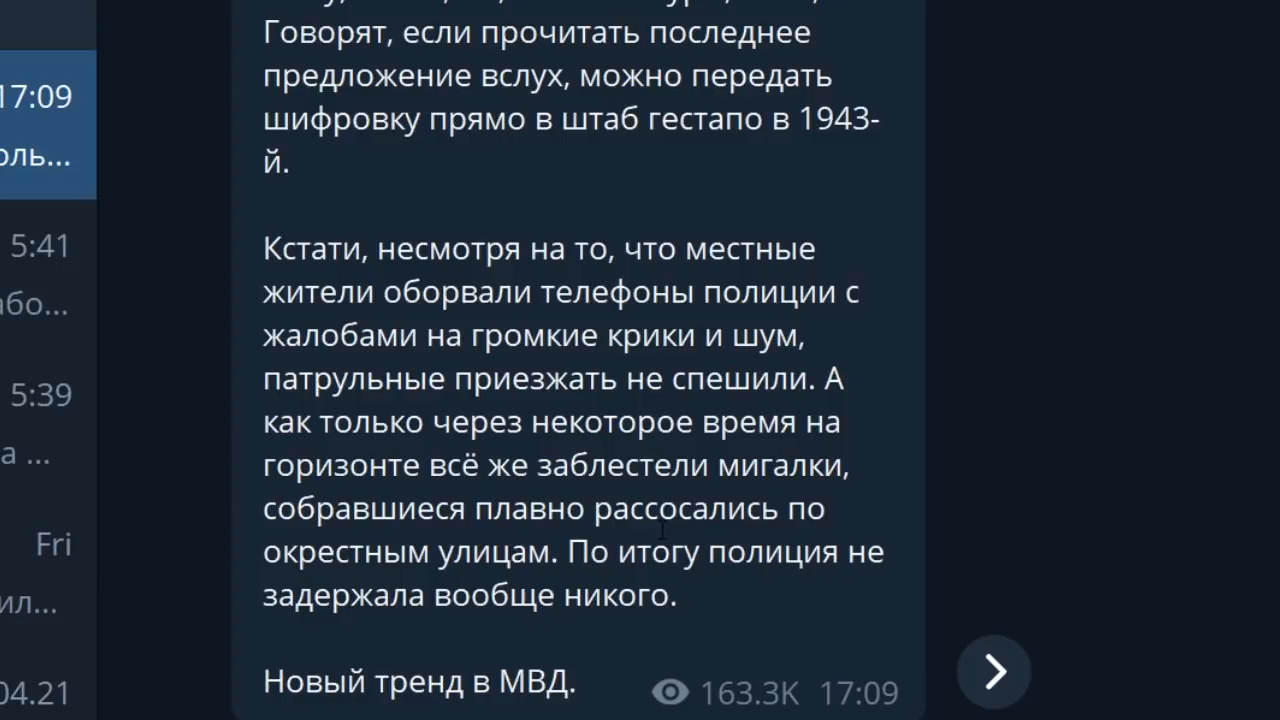 Говорят, если прочитать последнее
предложение вслух, можно передать
шифровку прямо в штаб гестапо в 1943-
й.
Кстати, несмотря на то, что местные
жители оборвали телефоны полиции с
жалобами на громкие крики и шум,
патрульные приезжать не спешили. А
как только через некоторое время на
горизонте всё же заблестели мигалки,
собравшиеся плавно рассосались по
окрестным улицам. По итогу полиция не
задержала вообще никого.
Новый тренд в МВД.
163.3K 17:09
17:09
оль...
5:41
або...
5:39
а ...
Fri
ил...
04.21